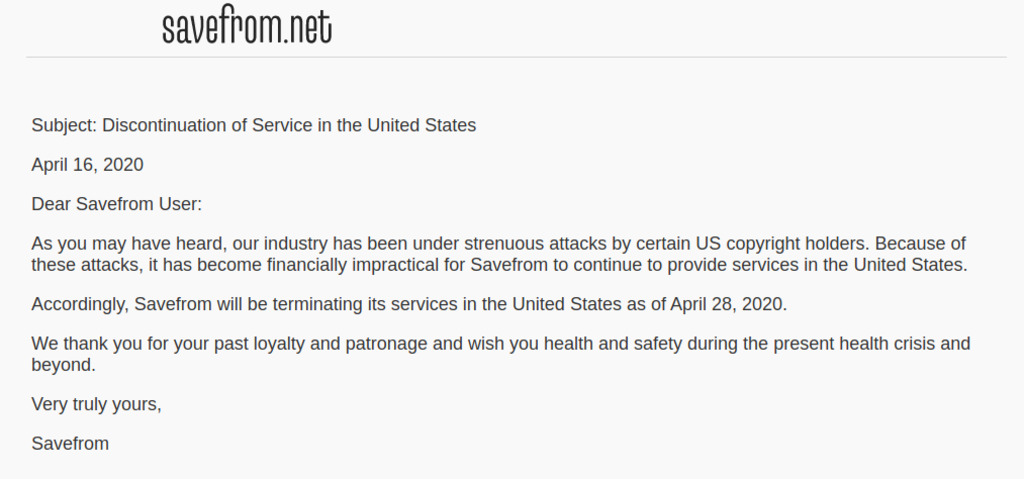 savefrom.net
Subject: Discontinuation of Service in the United States
April 16, 2020
Dear Savefrom User:
As you may have heard, our industry has been under strenuous attacks by certain US copyright holders. Because of
these attacks, it has become financially impractical for Savefrom to continue to provide services in the United States.
Accordingly, Savefrom will be terminating its services in the United States as of April 28, 2020.
We thank you for your past loyalty and patronage and wish you health and safety during the present health crisis and
beyond.
Very truly yours,
Savefrom